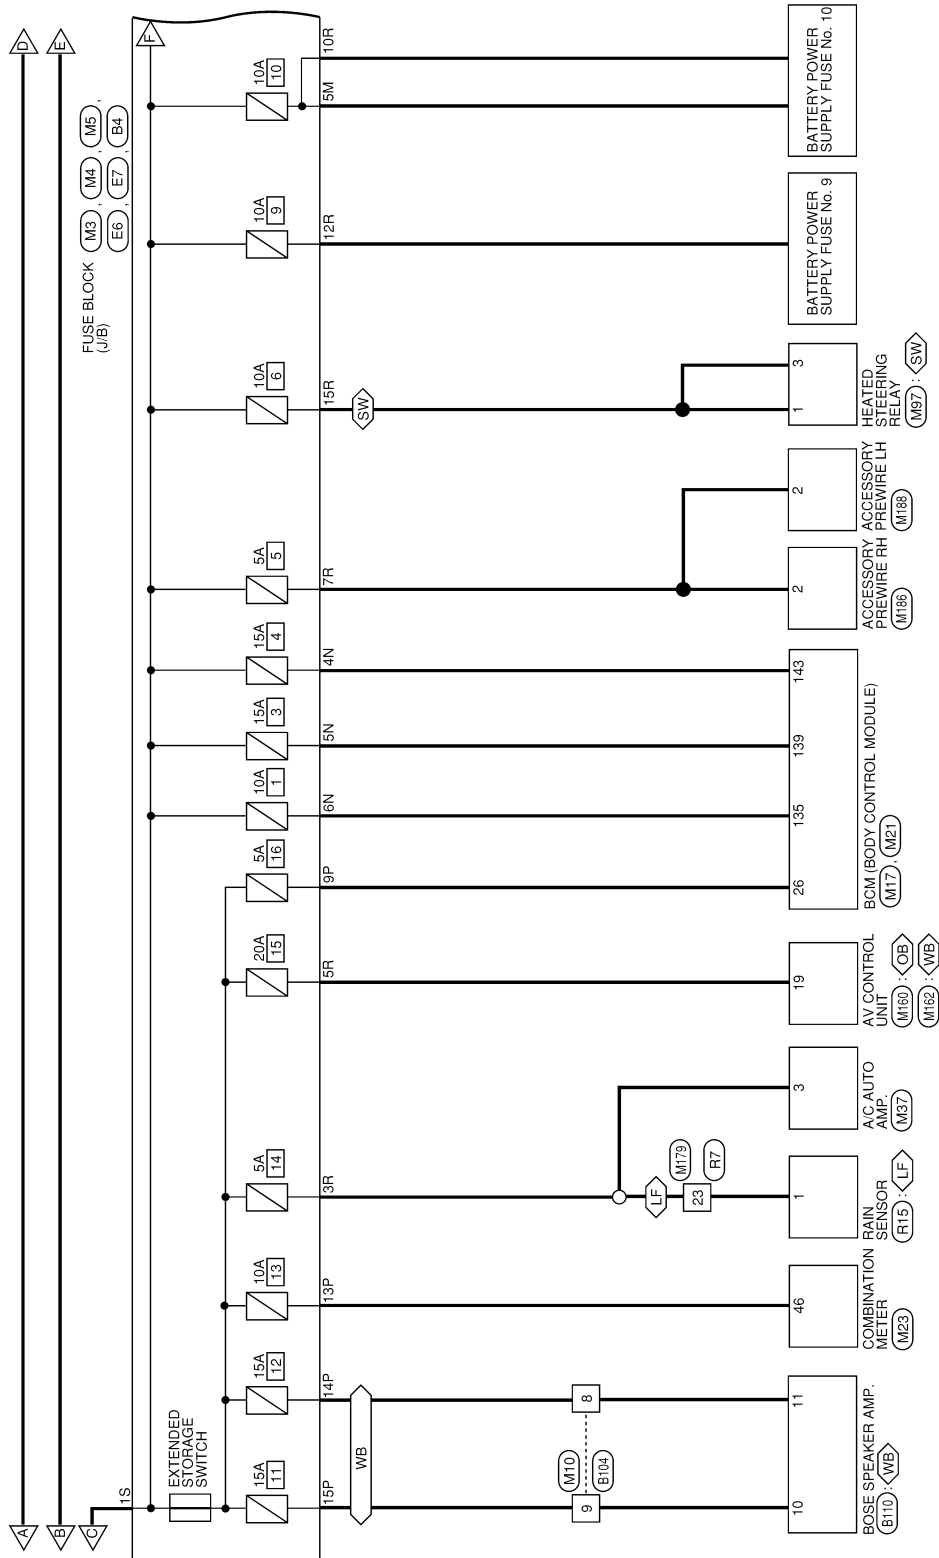 A
D
B
E
C
1S
F
FUSE BLOCK
(J/B)
M3 , M4 , M5 ,
E6 , E7 , B4
EXTENDED
STORAGE
SWITCH
15A
11
15A
12
10A
13
5A
14
20A
15
5A
16
10A
1
15A
3
15A
4
5A
5
10A
6
10A
9
10A
10
15P
14P
13P
3R
5R
9P
6N
5N
4N
7R
15R
12R
5M
10R
WB
SW
M10
B104
9
8
LF
23
M179
R7
10
11
46
1
3
19
26
135
139
143
2
2
1
3
BOSE SPEAKER AMP.
B110 : WB
COMBINATION
METER
M23
RAIN
SENSOR
R15 : LF
A/C AUTO
AMP.
M37
AV CONTROL
UNIT
M160 : OB
M162 : WB
BCM (BODY CONTROL MODULE)
M17 , M21
ACCESSORY
PREWIRE RH
M186
ACCESSORY
PREWIRE LH
M188
HEATED
STEERING
RELAY
M97 : SW
BATTERY POWER
SUPPLY FUSE No. 9
BATTERY POWER
SUPPLY FUSE No. 10